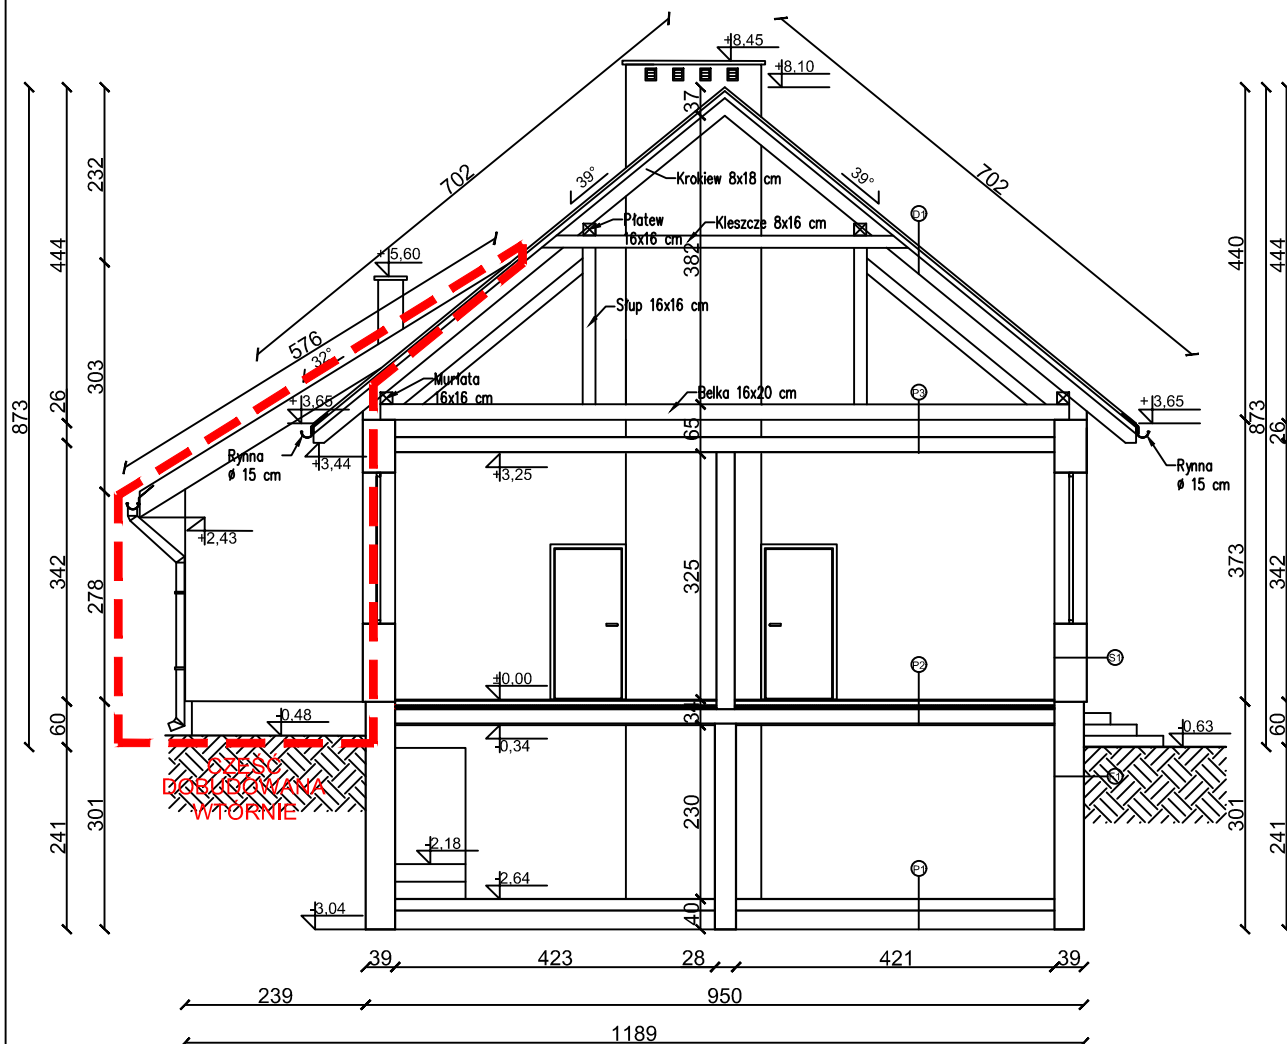 +8,45
+8,10
37
232
702
702
39°
39°
Krokiew 8x18 cm
Płatew
16x16 cm
Kleszcze 8x16 cm
D1
444
382
440
444
+5,60
Słup 16x16 cm
576
32°
303
873
26
Murłata
16x16 cm
Belka 16x20 cm
P3
+3,65
+3,65
873
26
65
Rynna
ø 15 cm
+3,44
+3,25
Rynna
ø 15 cm
+2,43
342
278
325
373
342
S1
P2
±0,00
-0,48
34
-0,34
-0,63
60
60
CZĘŚĆ
DOBUDOWANA
WTÓRNIE
301
241
230
301
241
-2,18
-2,64
P1
-3,04
40
39
423
28
421
39
239
950
1189